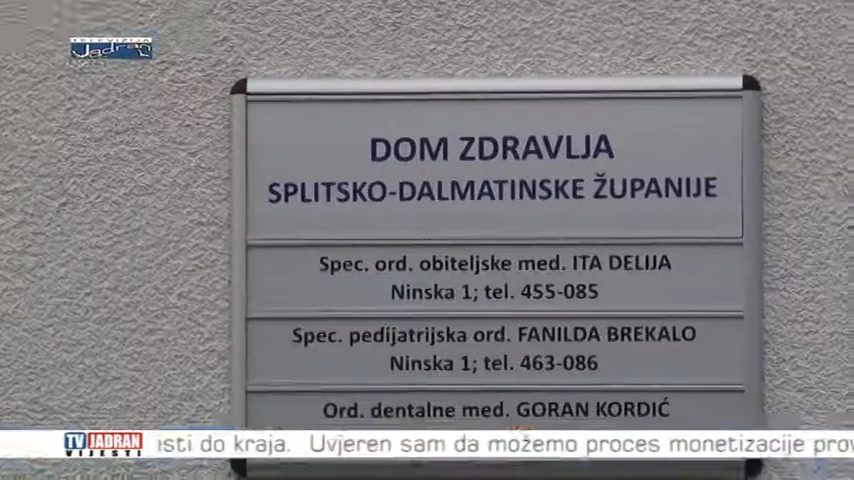 TELEVIZIJA
Jadran
DOM ZDRAVLJA
SPLITSKO-DALMATINSKE ŽUPANIJE
Spec. ord. obiteljske med. ITA DELIJA
Ninska 1; tel. 455-085
Spec. pedijatrijska ord. FANILDA BREKALO
Ninska 1; tel. 463-086
Ord. dentalne med. GORAN KORDIĆ
TV JADRAN
VIJESTI
isti do kraja. Uvjeren sam da možemo proces monetizacije prov